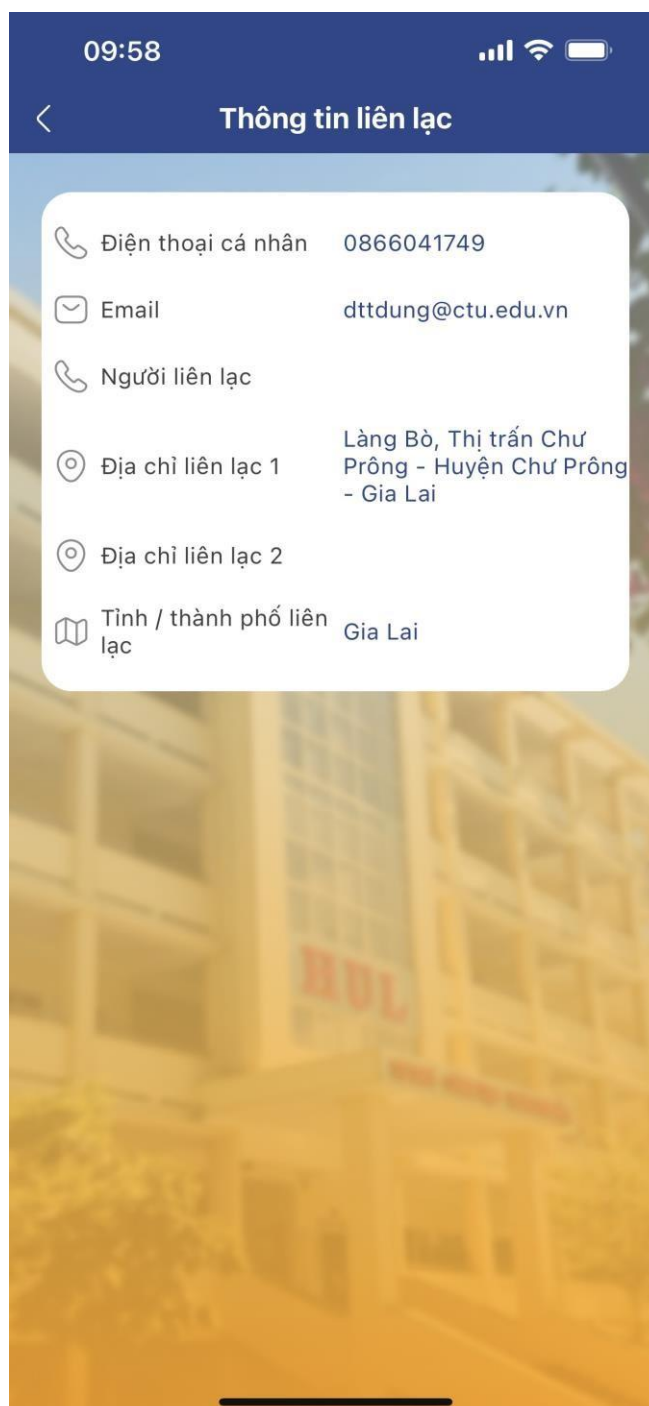 09:58
Thông tin liên lạc
Điện thoại cá nhân 0866041749
Email dttdung@ctu.edu.vn
Người liên lạc
Địa chỉ liên lạc 1
Làng Bò, Thị trấn Chư
Prông - Huyện Chư Prông
- Gia Lai
Địa chỉ liên lạc 2
Tỉnh / thành phố liên
lạc
Gia Lai
HUL